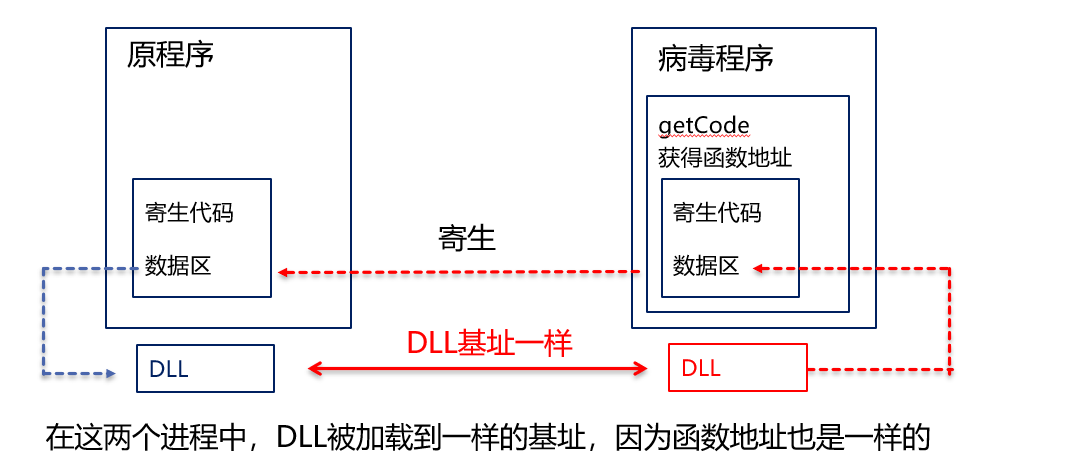 原程序
病毒程序
getCode
获得函数地址
寄生代码
数据区
寄生
寄生代码
数据区
DLL基址一样
DLL
DLL
在这两个进程中，DLL被加载到一样的基址，因为函数地址也是一样的